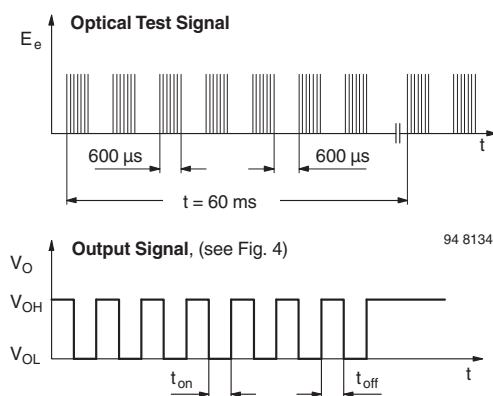 Optical Test Signal
Ee
t
600 µs
600 µs
t = 60 ms
94 8134
Output Signal, (see Fig. 4)
VO
VOH
VOL
ton
toff
t